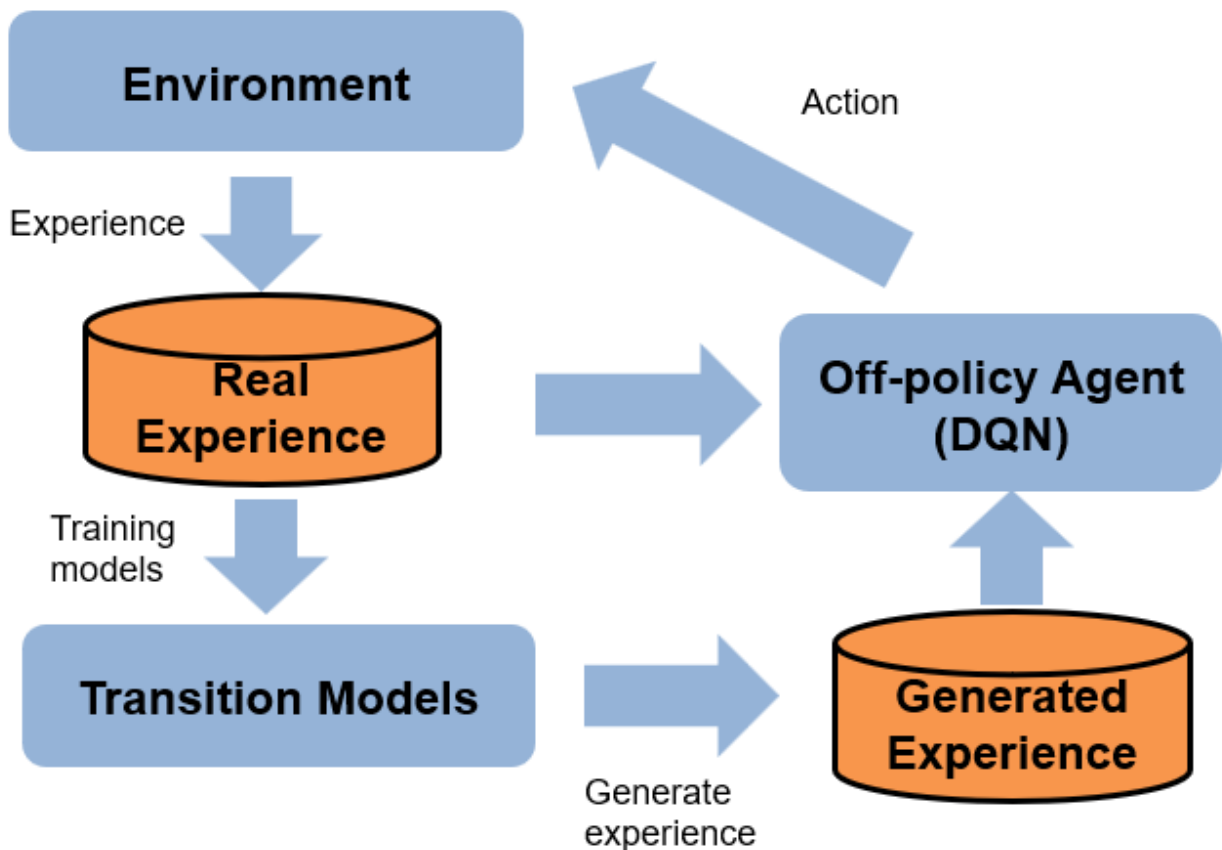 Environment
Action
Experience
Real
Experience
Off-policy Agent
(DQN)
Training
models
Transition Models
Generated
Experience
Generate
experience